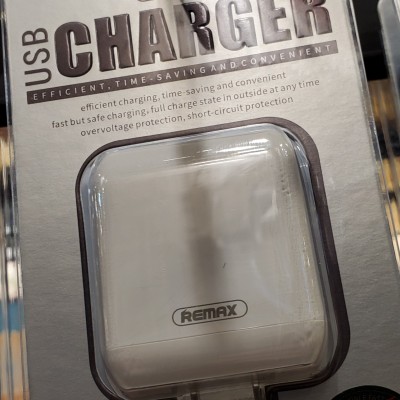 USB
CHARGER
EFFICIENT, TIME-SAVING AND CONVENIENT
efficient charging, time-saving and convenient
fast but safe charging, full charge state in outside at any time
overvoltage protection, short-circuit protection
REMAX